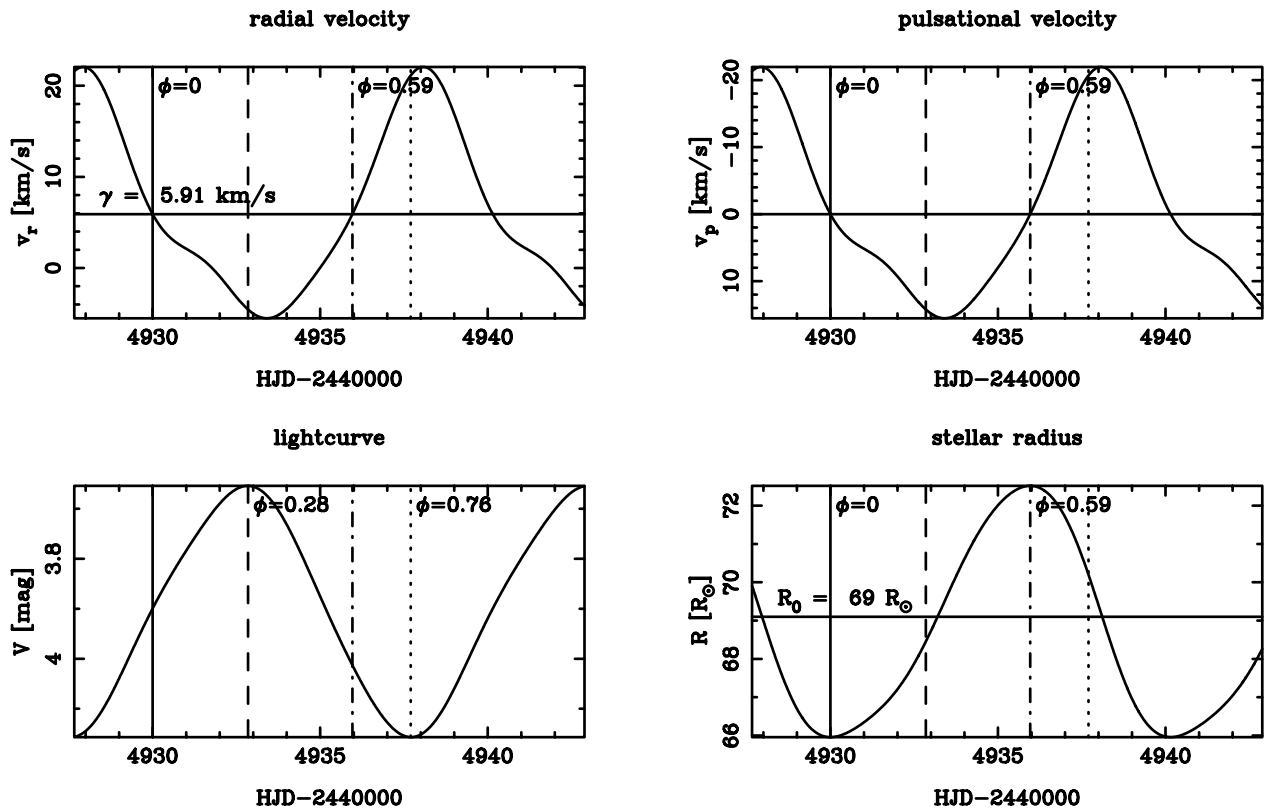 radial velocity
pulsational velocity
20
10
0
v_r [km/s]
ϕ=0
ϕ=0.59
γ = 5.91 km/s
4930
4935
4940
HJD-2440000
-20
-10
0
10
v_p [km/s]
ϕ=0
ϕ=0.59
4930
4935
4940
HJD-2440000
lightcurve
stellar radius
3.8
4
V [mag]
ϕ=0.28
ϕ=0.76
4930
4935
4940
HJD-2440000
72
70
68
66
R [R⊙]
ϕ=0
ϕ=0.59
R₀ = 69 R⊙
4930
4935
4940
HJD-2440000